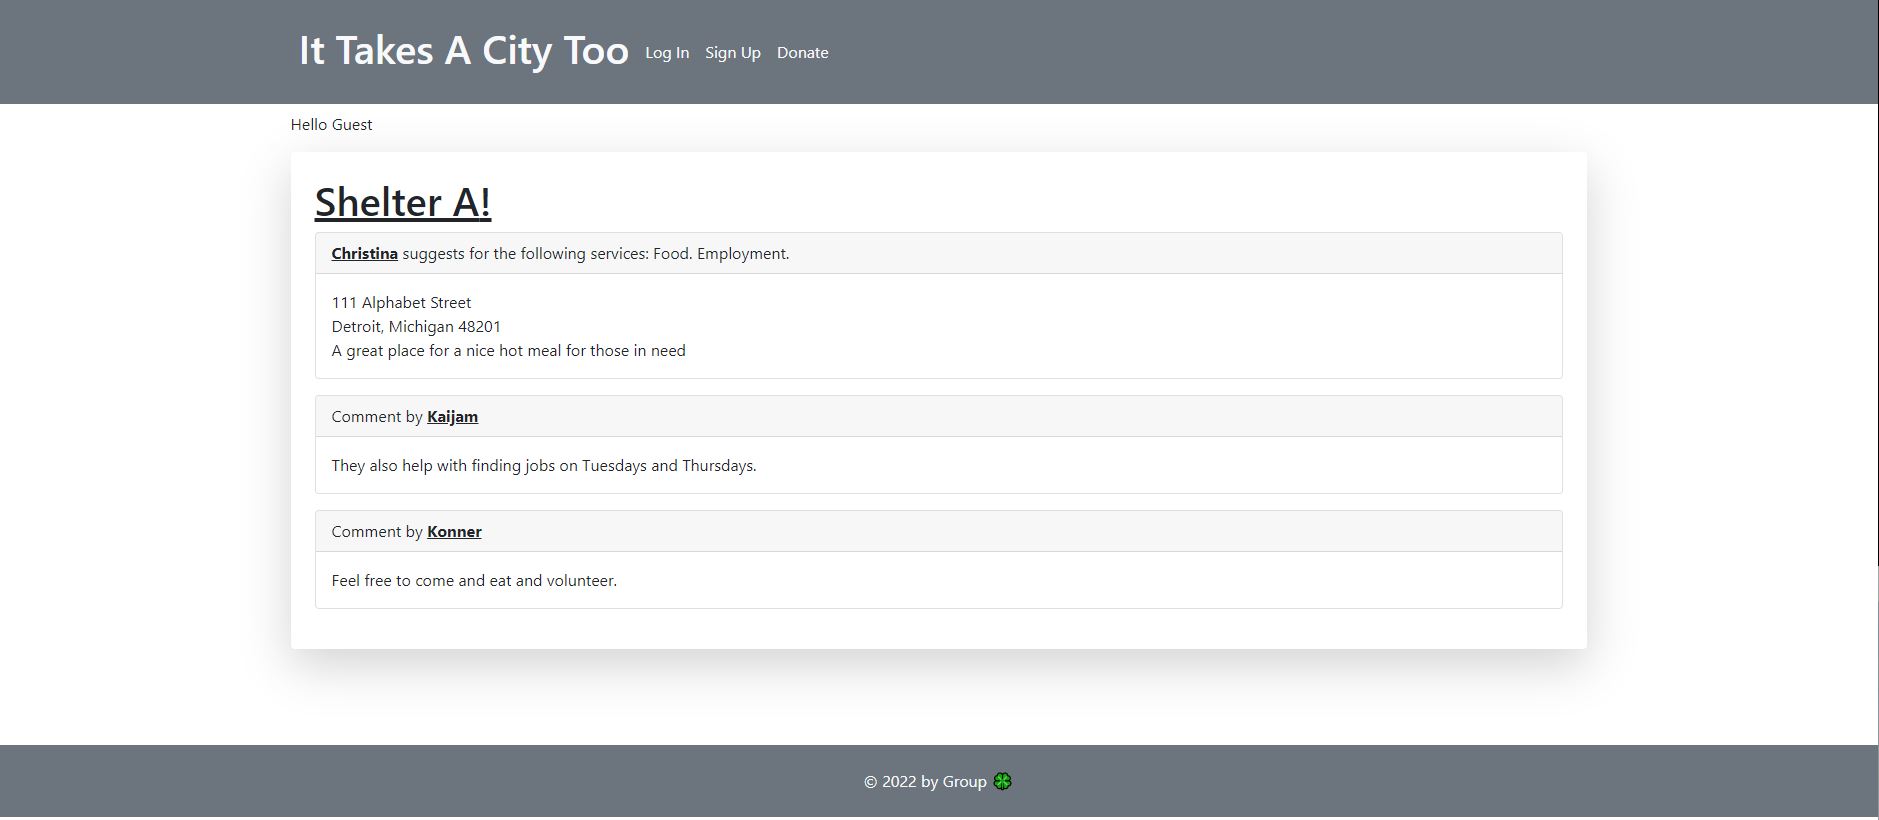 It Takes A City Too Log In Sign Up Donate
Hello Guest
Shelter A!
Christina suggests for the following services: Food. Employment.
111 Alphabet Street
Detroit, Michigan 48201
A great place for a nice hot meal for those in need
Comment by Kaijam
They also help with finding jobs on Tuesdays and Thursdays.
Comment by Konner
Feel free to come and eat and volunteer.
© 2022 by Group 🍀